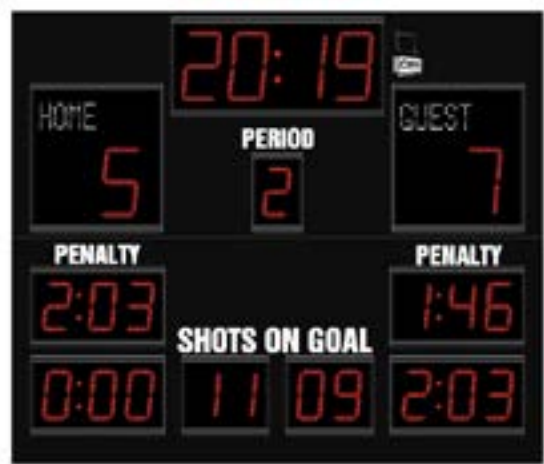 20:19
HOME
GUEST
5
PERIOD
7
2
PENALTY
PENALTY
2:03
1:46
SHOTS ON GOAL
0:00
11
09
2:03